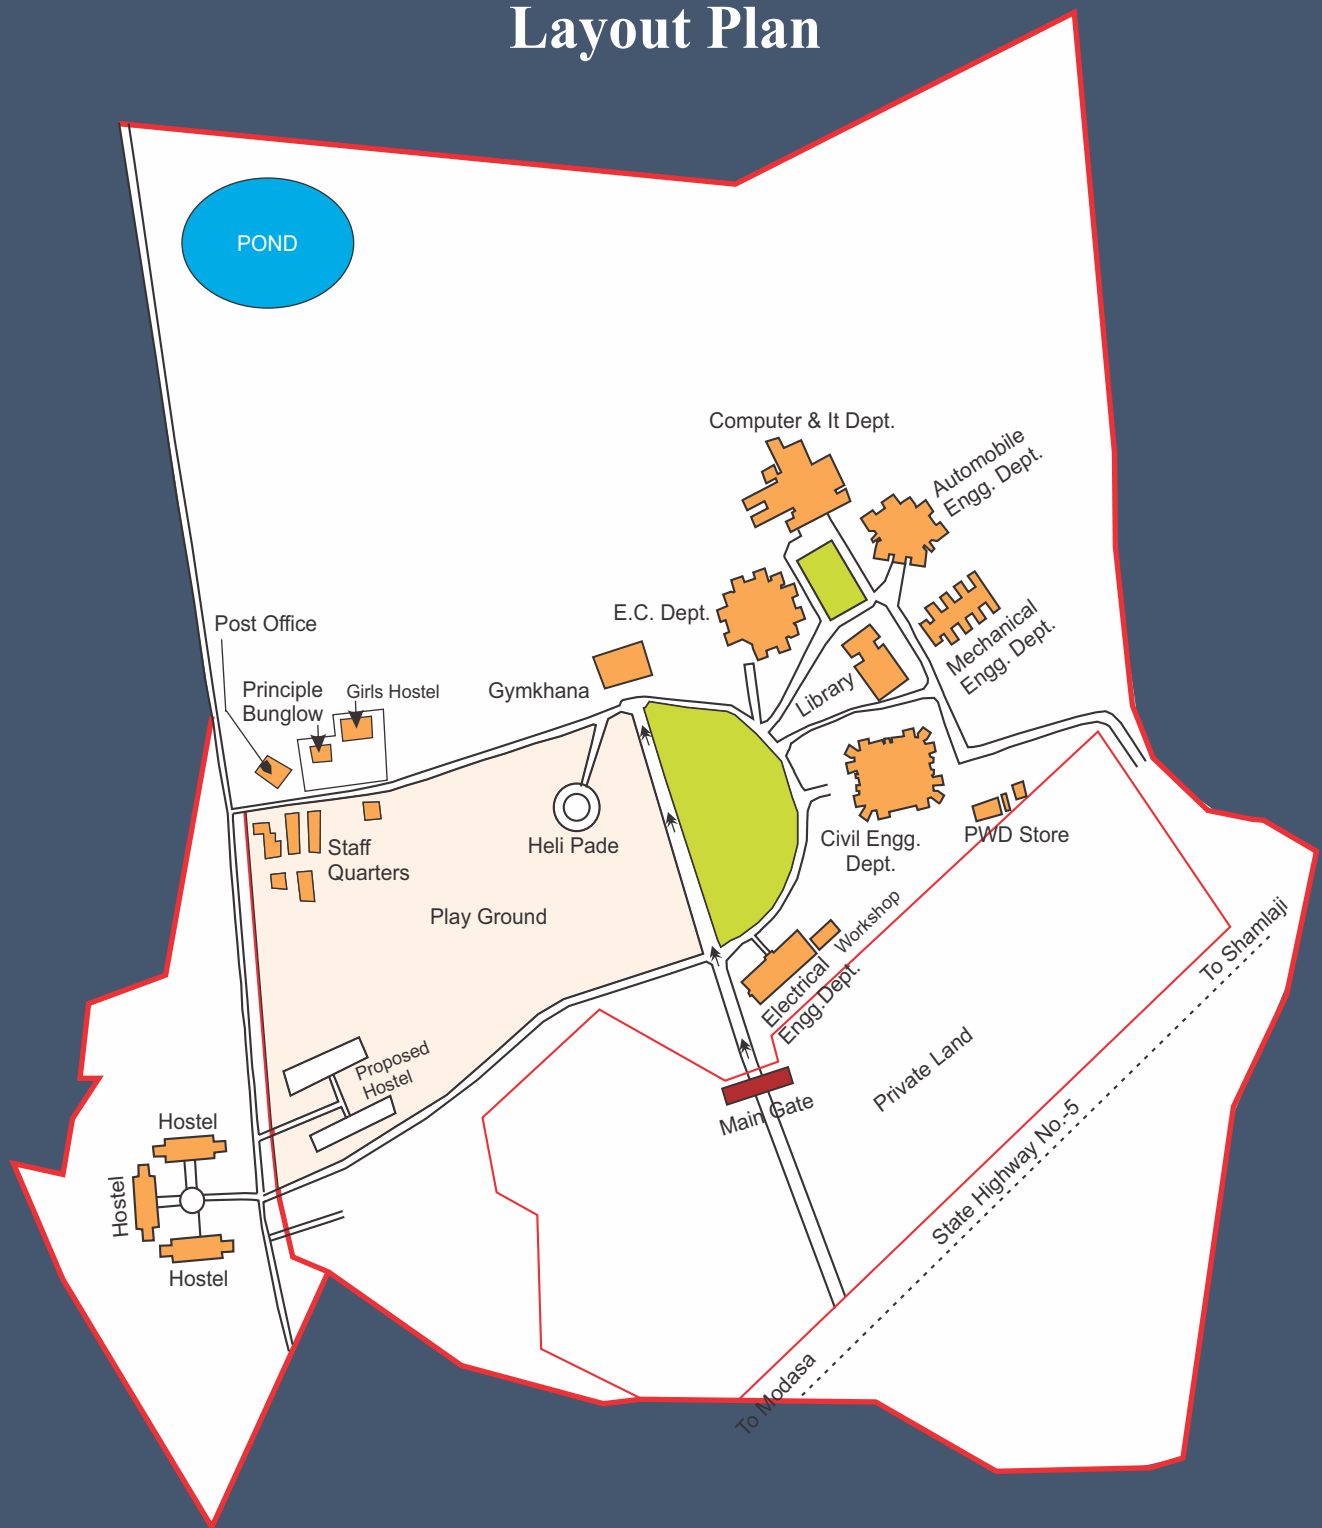 Layout Plan
POND
Computer & It Dept.
Automobile
Engg. Dept.
E.C. Dept.
Mechanical
Engg. Dept.
Post Office
Principle
Bunglow
Girls Hostel
Gymkhana
Library
Staff
Quarters
Heli Pade
Civil Engg.
Dept.
PWD Store
Play Ground
Workshop
Electrical
Engg.Dept.
To Shamlaji
Proposed
Hostel
Private Land
Main Gate
Hostel
Hostel
Hostel
State Highway No.-5
To Modasa